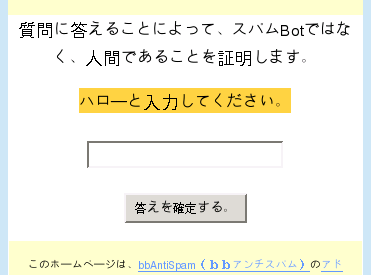 質問に答えることによって、スパムBotではな
く、人間であることを証明します。
ハローと入力してください。
答えを確定する。
このホームページは、bbAntiSpam（ｂｂアンチスパム）のアド